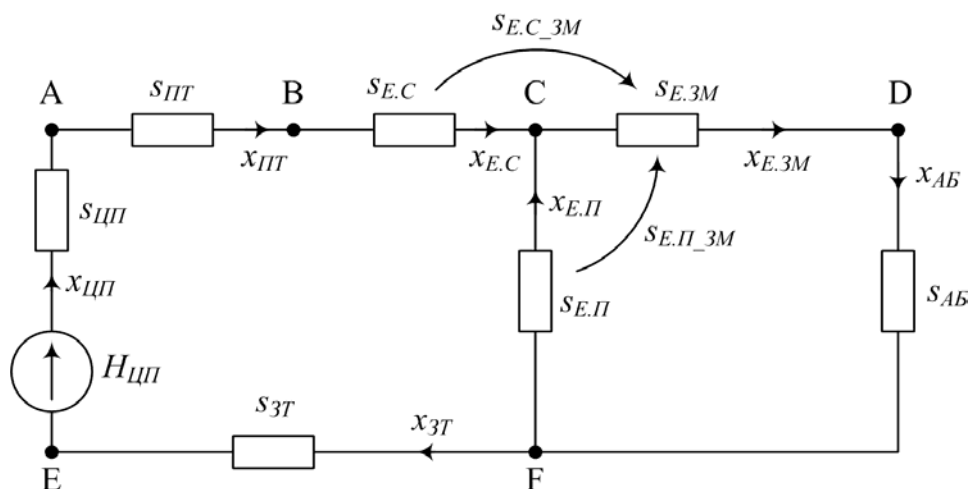 s_{Е.С_ЗМ}
A s_{ПТ} B s_{Е.С} C s_{Е.ЗМ} D
x_{ПТ} x_{Е.С} x_{Е.ЗМ} x_{АБ}
s_{ЦП} x_{Е.П} s_{Е.П_ЗМ}
x_{ЦП} s_{Е.П} s_{АБ}
H_{ЦП}
s_{ЗТ} x_{ЗТ}
E F